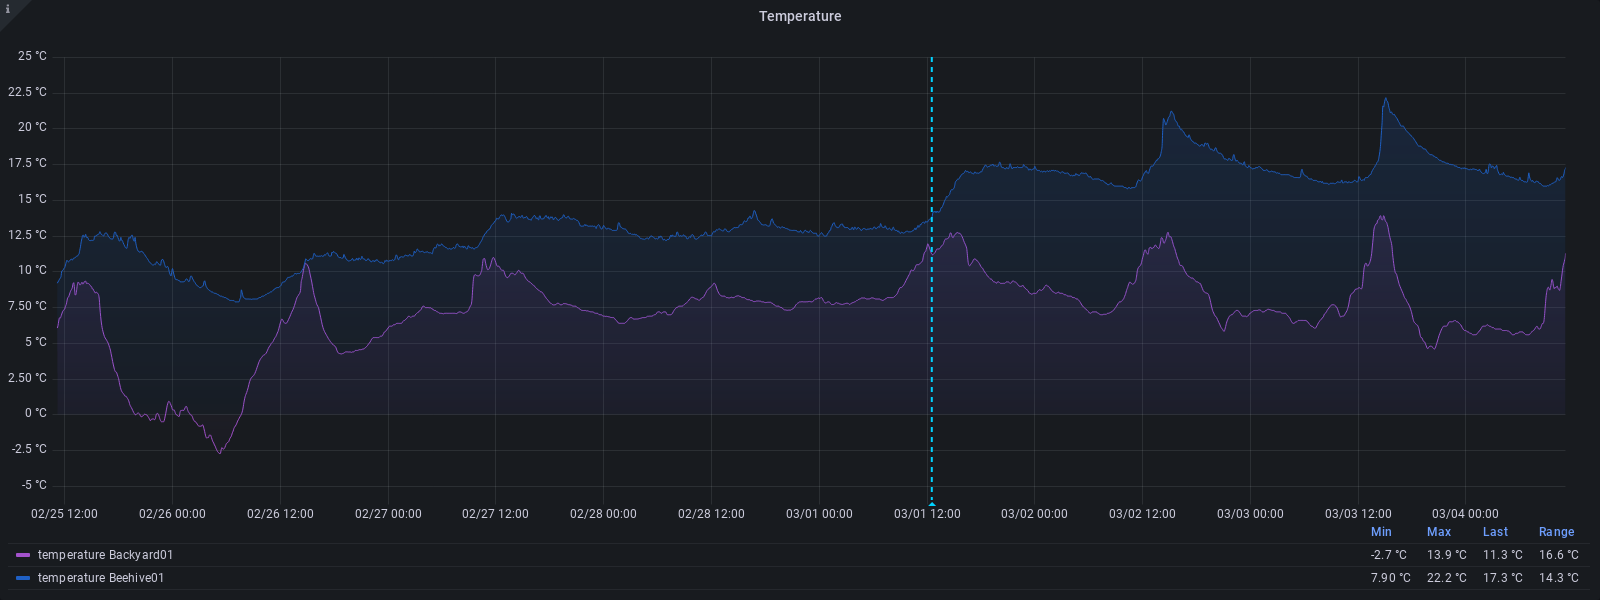 i
Temperature
25 °C
22.5 °C
20 °C
17.5 °C
15 °C
12.5 °C
10 °C
7.50 °C
5 °C
2.50 °C
0 °C
-2.5 °C
-5 °C
02/25 12:00 02/26 00:00 02/26 12:00 02/27 00:00 02/27 12:00 02/28 00:00 02/28 12:00 03/01 00:00 03/01 12:00 03/02 00:00 03/02 12:00 03/03 00:00 03/03 12:00 03/04 00:00
Min Max Last Range
temperature Backyard01 -2.7 °C 13.9 °C 11.3 °C 16.6 °C
temperature Beehive01 7.90 °C 22.2 °C 17.3 °C 14.3 °C